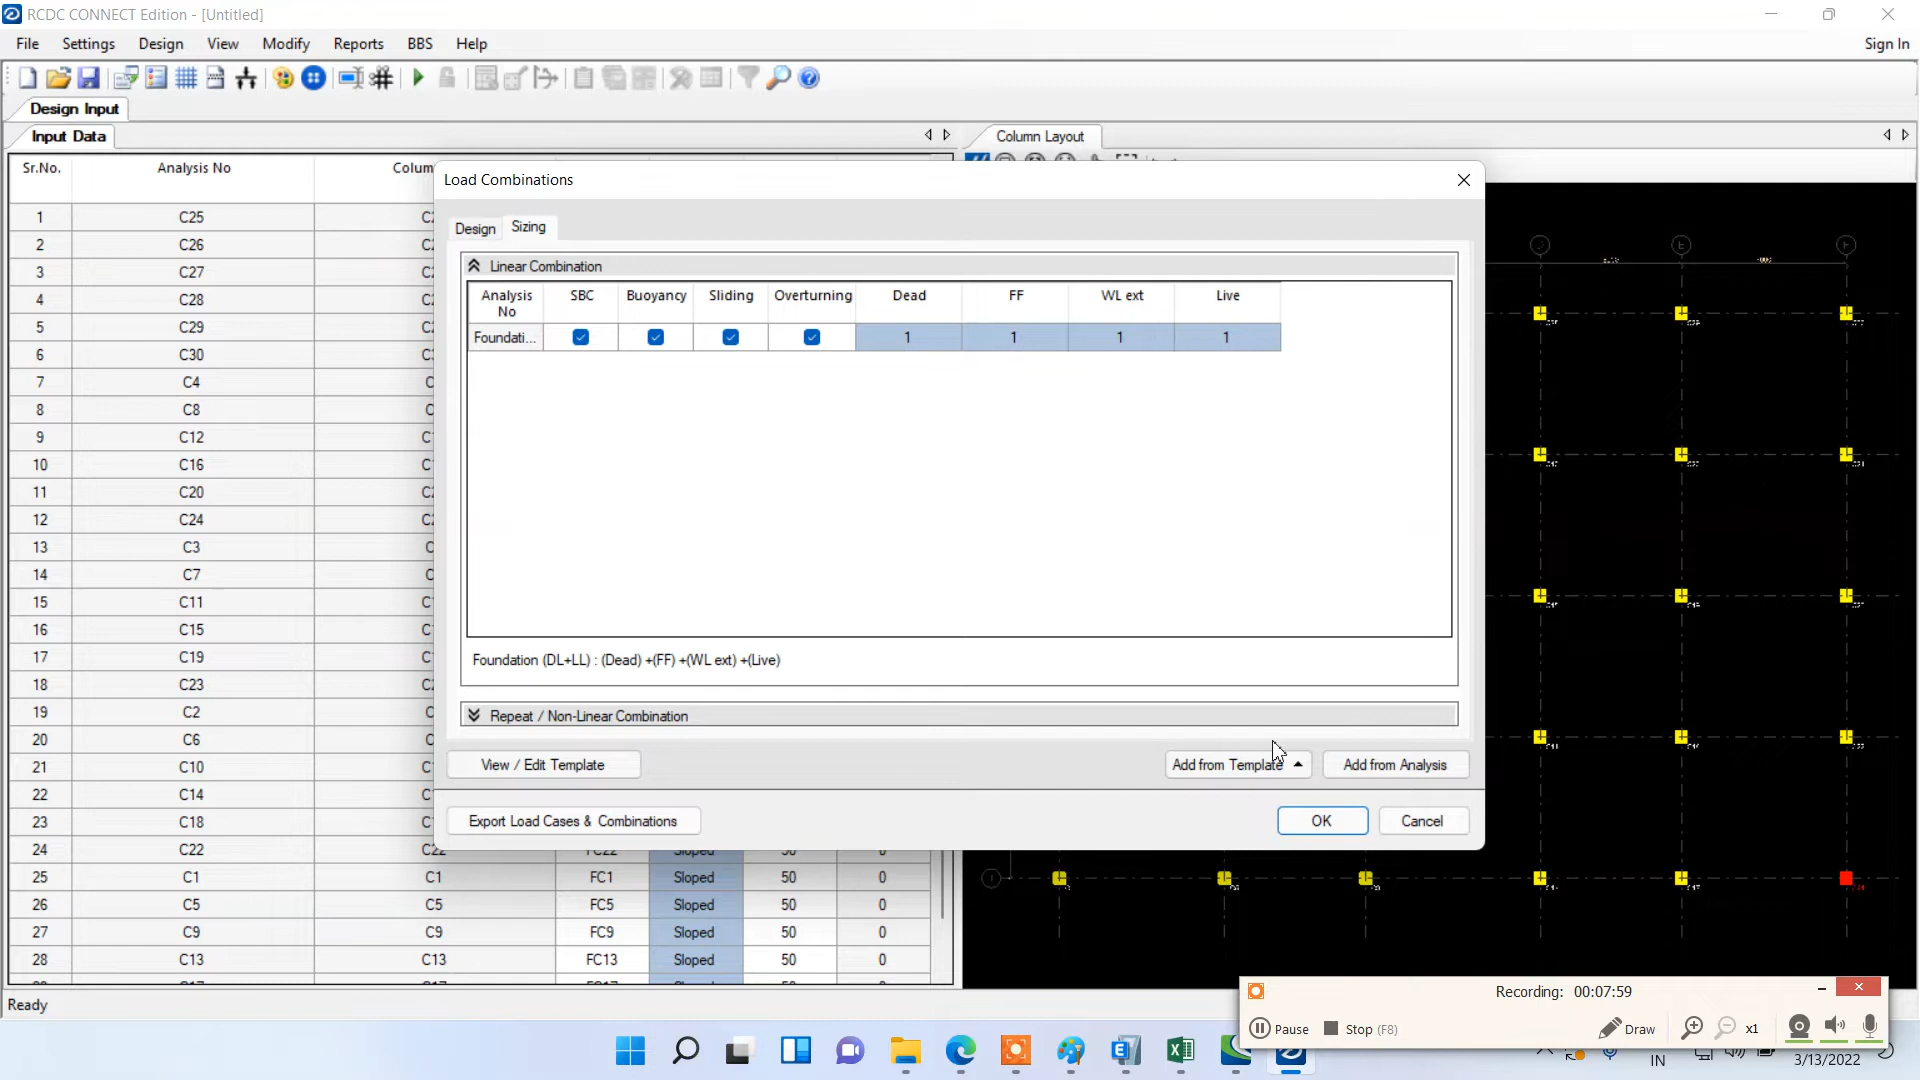 RCDC CONNECT Edition - [Untitled]
File Settings Design View Modify Reports BBS Help Sign In
Design Input
Input Data
Column Layout
Sr.No. Analysis No
Load Combinations
Design Sizing
Linear Combination
Analysis No SBC Buoyancy Sliding Overturning Dead FF WL ext Live
Foundati... 1 1 1 1
Foundation (DL+LL) : (Dead) +(FF) +(WL ext) +(Live)
Repeat / Non-Linear Combination
View / Edit Template Add from Template Add from Analysis
Export Load Cases & Combinations OK Cancel
1 C25
2 C26
3 C27
4 C28
5 C29
6 C30
7 C4
8 C8
9 C12
10 C16
11 C20
12 C24
13 C3
14 C7
15 C11
16 C15
17 C19
18 C23
19 C2
20 C6
21 C10
22 C14
23 C18
24 C22 C22 FC22 Sloped 50 0
25 C1 C1 FC1 Sloped 50 0
26 C5 C5 FC5 Sloped 50 0
27 C9 C9 FC9 Sloped 50 0
28 C13 C13 FC13 Sloped 50 0
Ready
Recording: 00:07:59
Pause Stop (F8) Draw x1
IN
3/13/2022